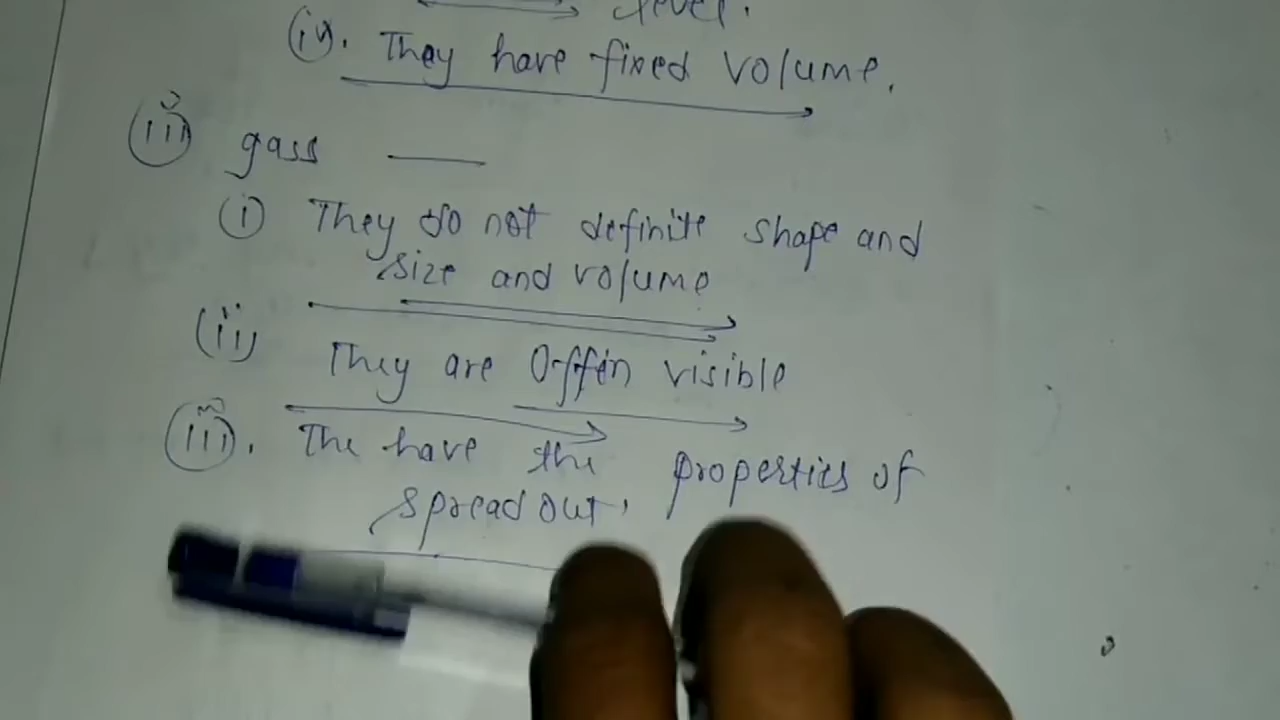 level.
(iv). They have fixed volume.
(iii) gass —
(i) They do not definite shape and
size and volume
(ii) They are offen visible
(iii). The have the properties of
spread out.